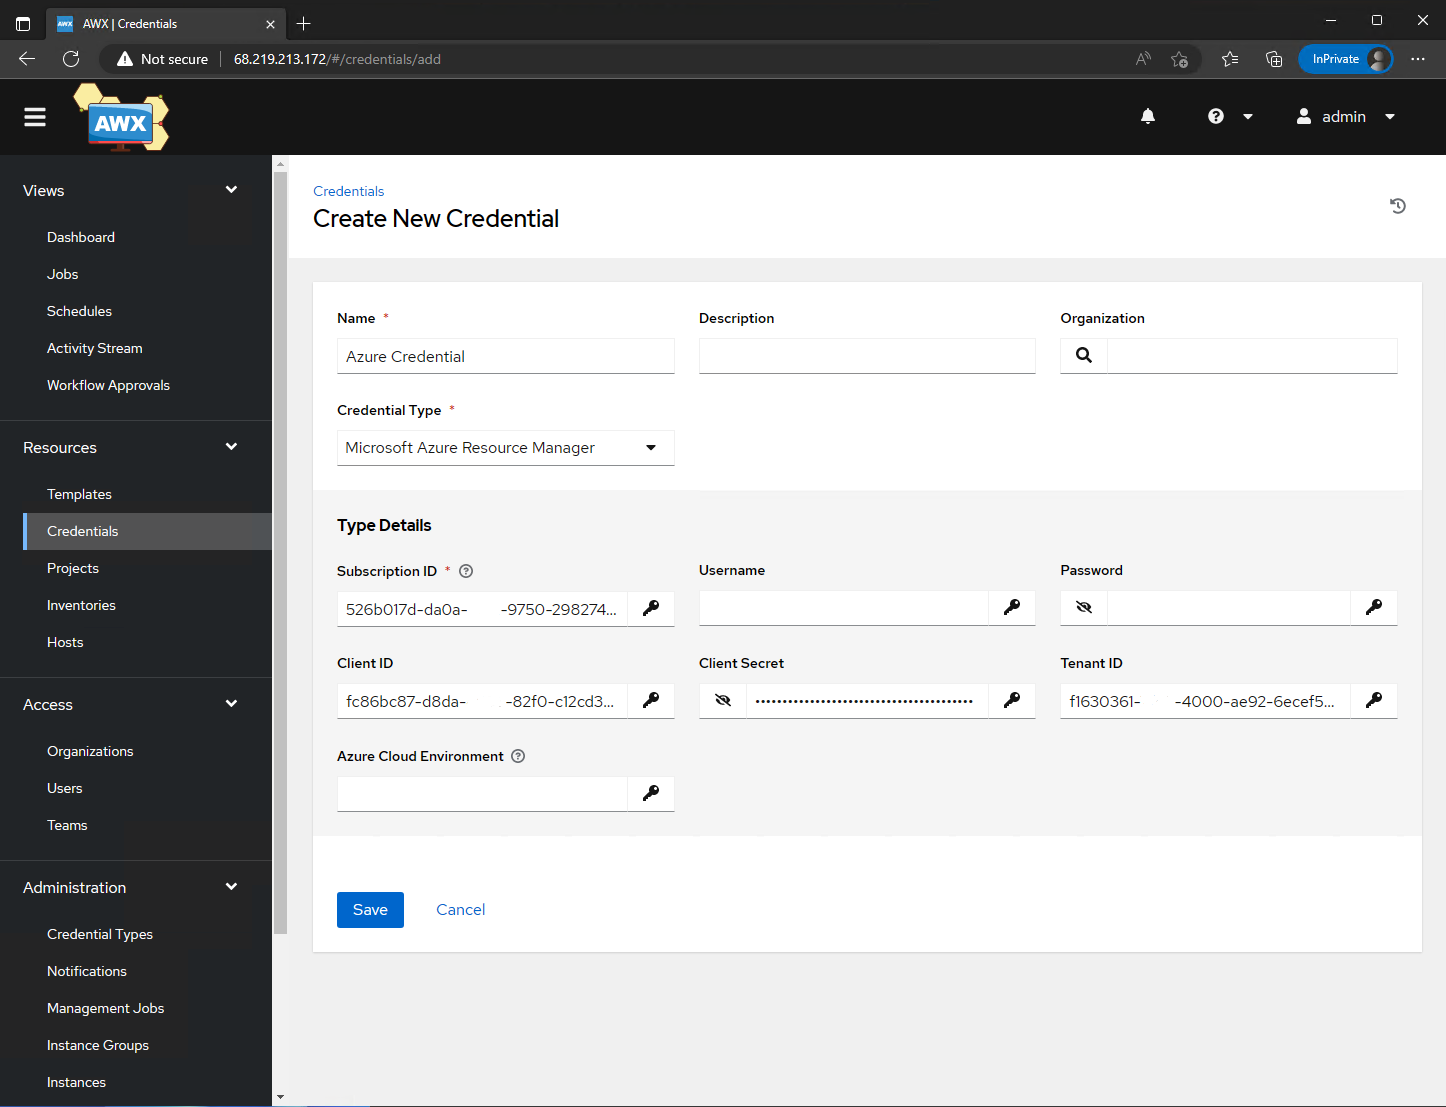 AWX | Credentials
Not secure 68.219.213.172/#/credentials/add InPrivate
AWX admin
Views
Dashboard
Jobs
Schedules
Activity Stream
Workflow Approvals
Resources
Templates
Credentials
Projects
Inventories
Hosts
Access
Organizations
Users
Teams
Administration
Credential Types
Notifications
Management Jobs
Instance Groups
Instances
Credentials
Create New Credential
Name * Description Organization
Azure Credential
Credential Type *
Microsoft Azure Resource Manager
Type Details
Subscription ID * Username Password
526b017d-da0a- -9750-298274...
Client ID Client Secret Tenant ID
fc86bc87-d8da- -82f0-c12cd3... ••••••••••••••••••••••••••••••••••••••• f1630361- -4000-ae92-6ecef5...
Azure Cloud Environment
Save Cancel